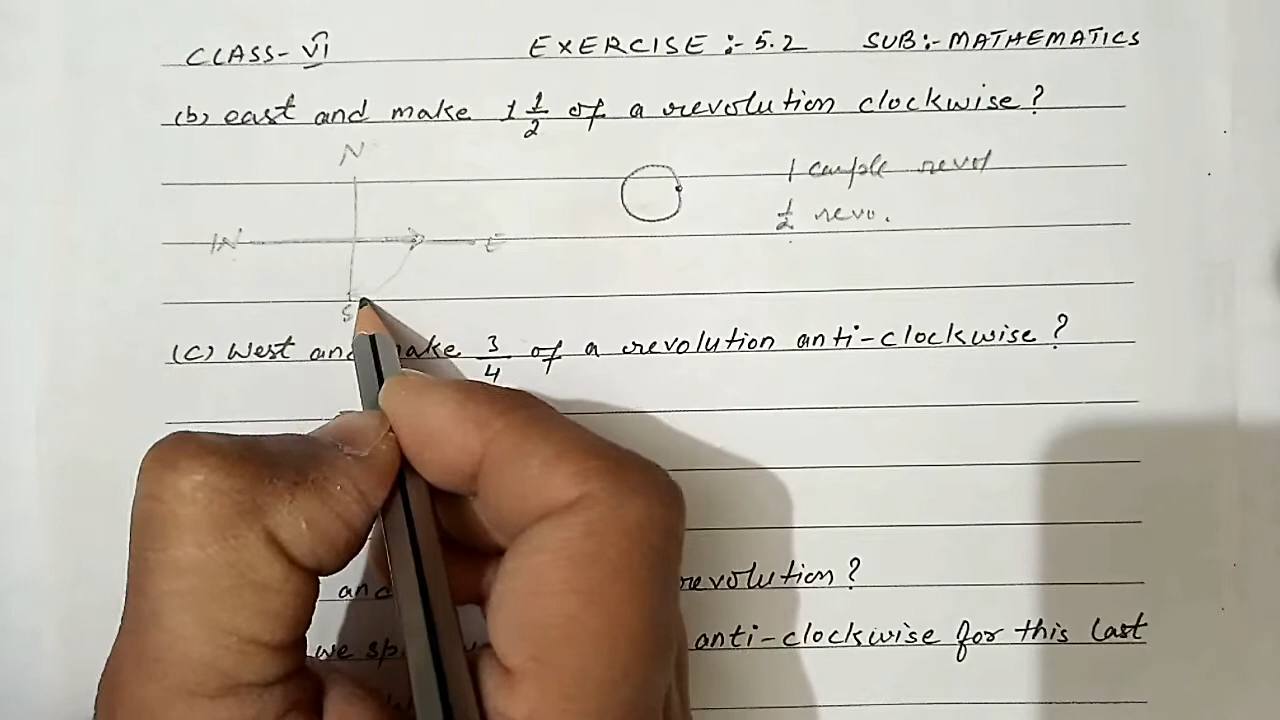 CLASS-VI EXERCISE :- 5.2 SUB:- MATHEMATICS
(b) east and make 1 1/2 of a revolution clockwise?
N
1 revol
W E
1/2 revo.
S
(c) West and make 3/4 of a revolution anti-clockwise?
revolution?
we anti-clockwise for this last